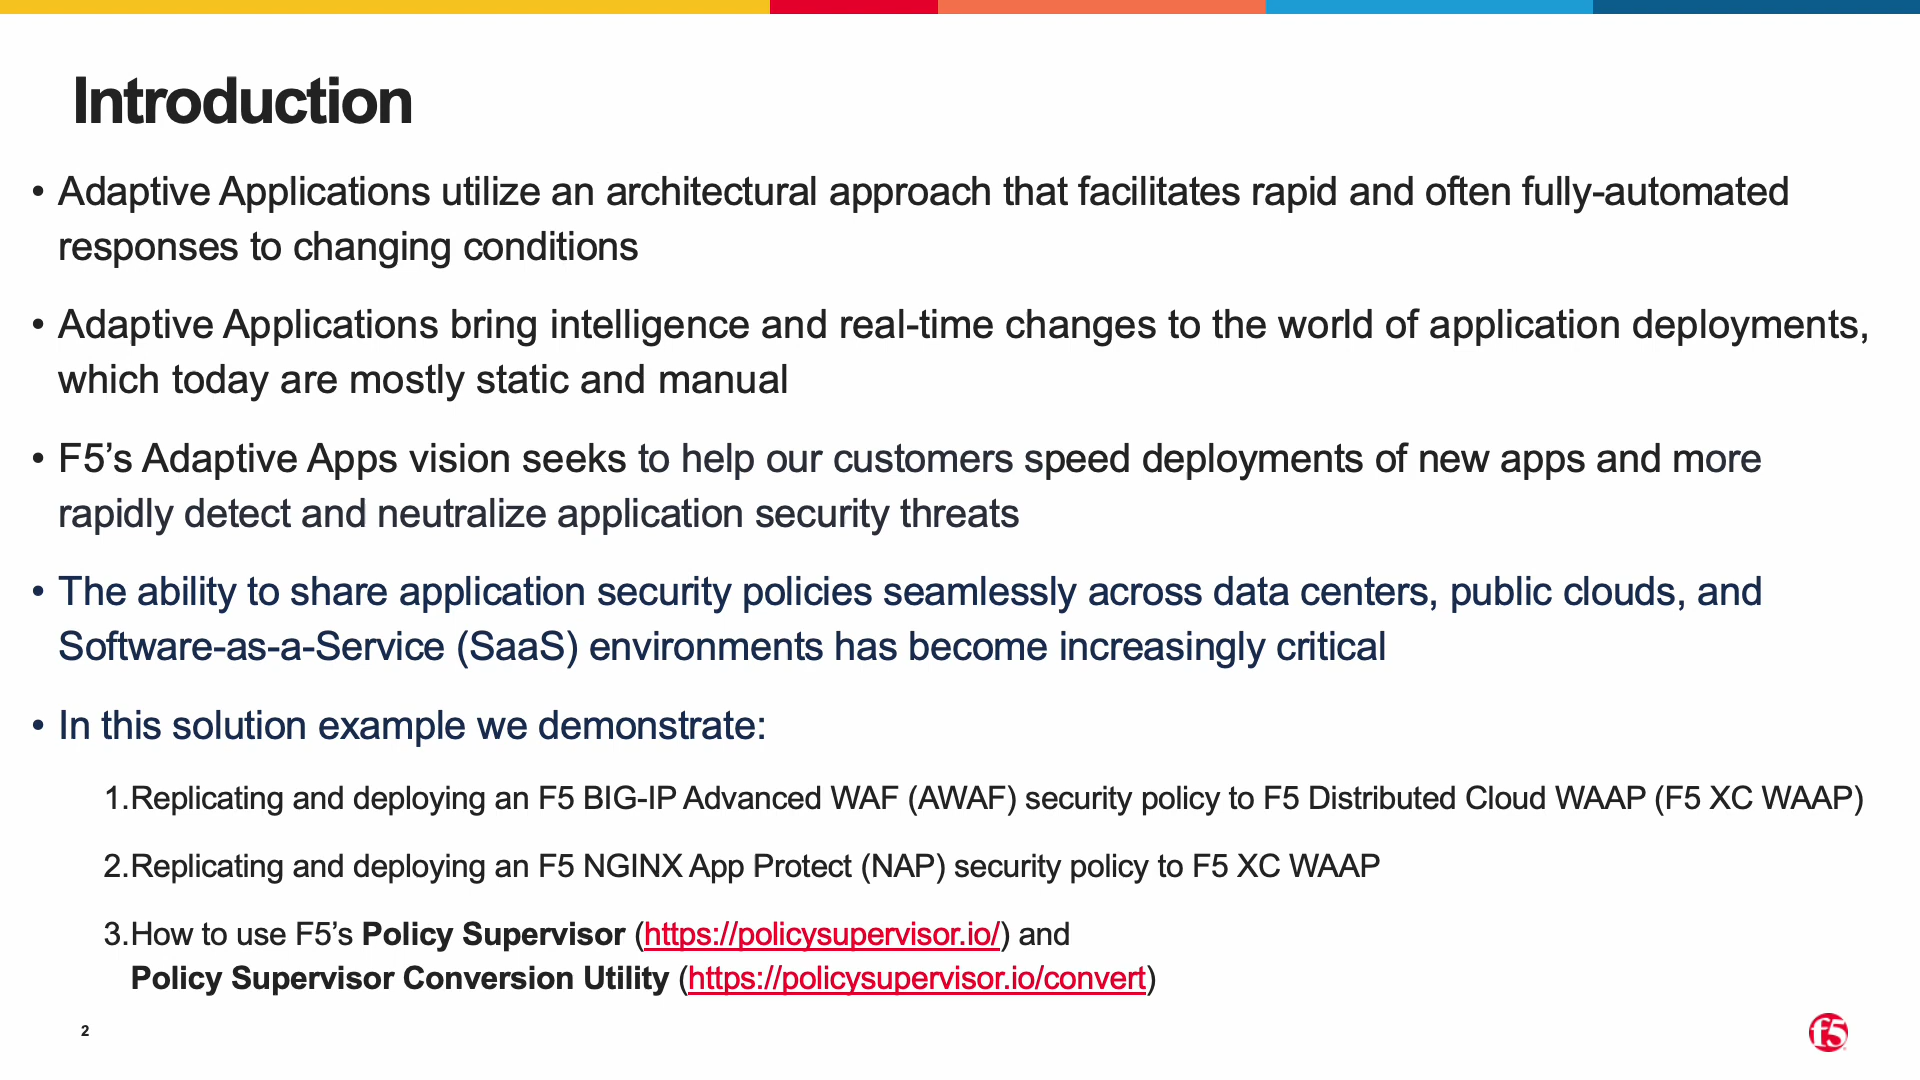 Introduction
• Adaptive Applications utilize an architectural approach that facilitates rapid and often fully-automated
responses to changing conditions
• Adaptive Applications bring intelligence and real-time changes to the world of application deployments,
which today are mostly static and manual
• F5’s Adaptive Apps vision seeks to help our customers speed deployments of new apps and more
rapidly detect and neutralize application security threats
• The ability to share application security policies seamlessly across data centers, public clouds, and
Software-as-a-Service (SaaS) environments has become increasingly critical
• In this solution example we demonstrate:
1.Replicating and deploying an F5 BIG-IP Advanced WAF (AWAF) security policy to F5 Distributed Cloud WAAP (F5 XC WAAP)
2.Replicating and deploying an F5 NGINX App Protect (NAP) security policy to F5 XC WAAP
3.How to use F5’s Policy Supervisor (https://policysupervisor.io/) and
Policy Supervisor Conversion Utility (https://policysupervisor.io/convert)
2
f5